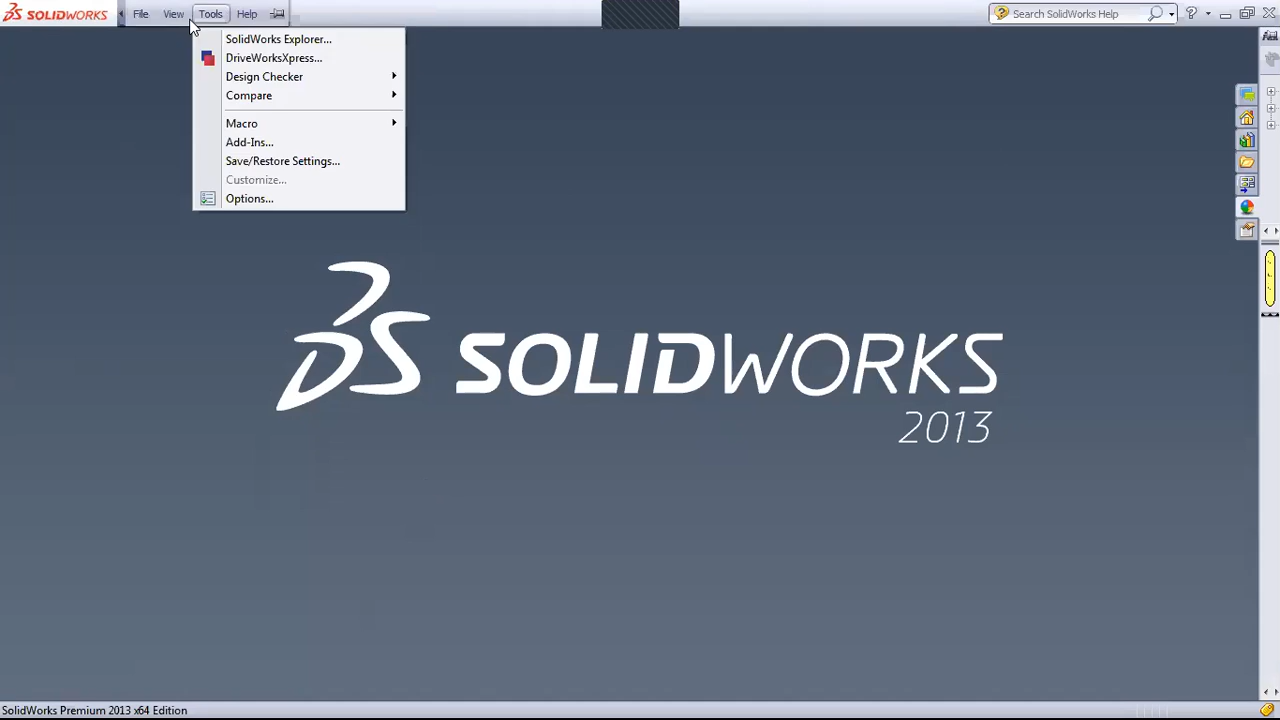 SOLIDWORKS File View Tools Help Search SolidWorks Help ?
SolidWorks Explorer...
DriveWorksXpress...
Design Checker
Compare
Macro
Add-Ins...
Save/Restore Settings...
Customize...
Options...
SOLIDWORKS
2013
SolidWorks Premium 2013 x64 Edition